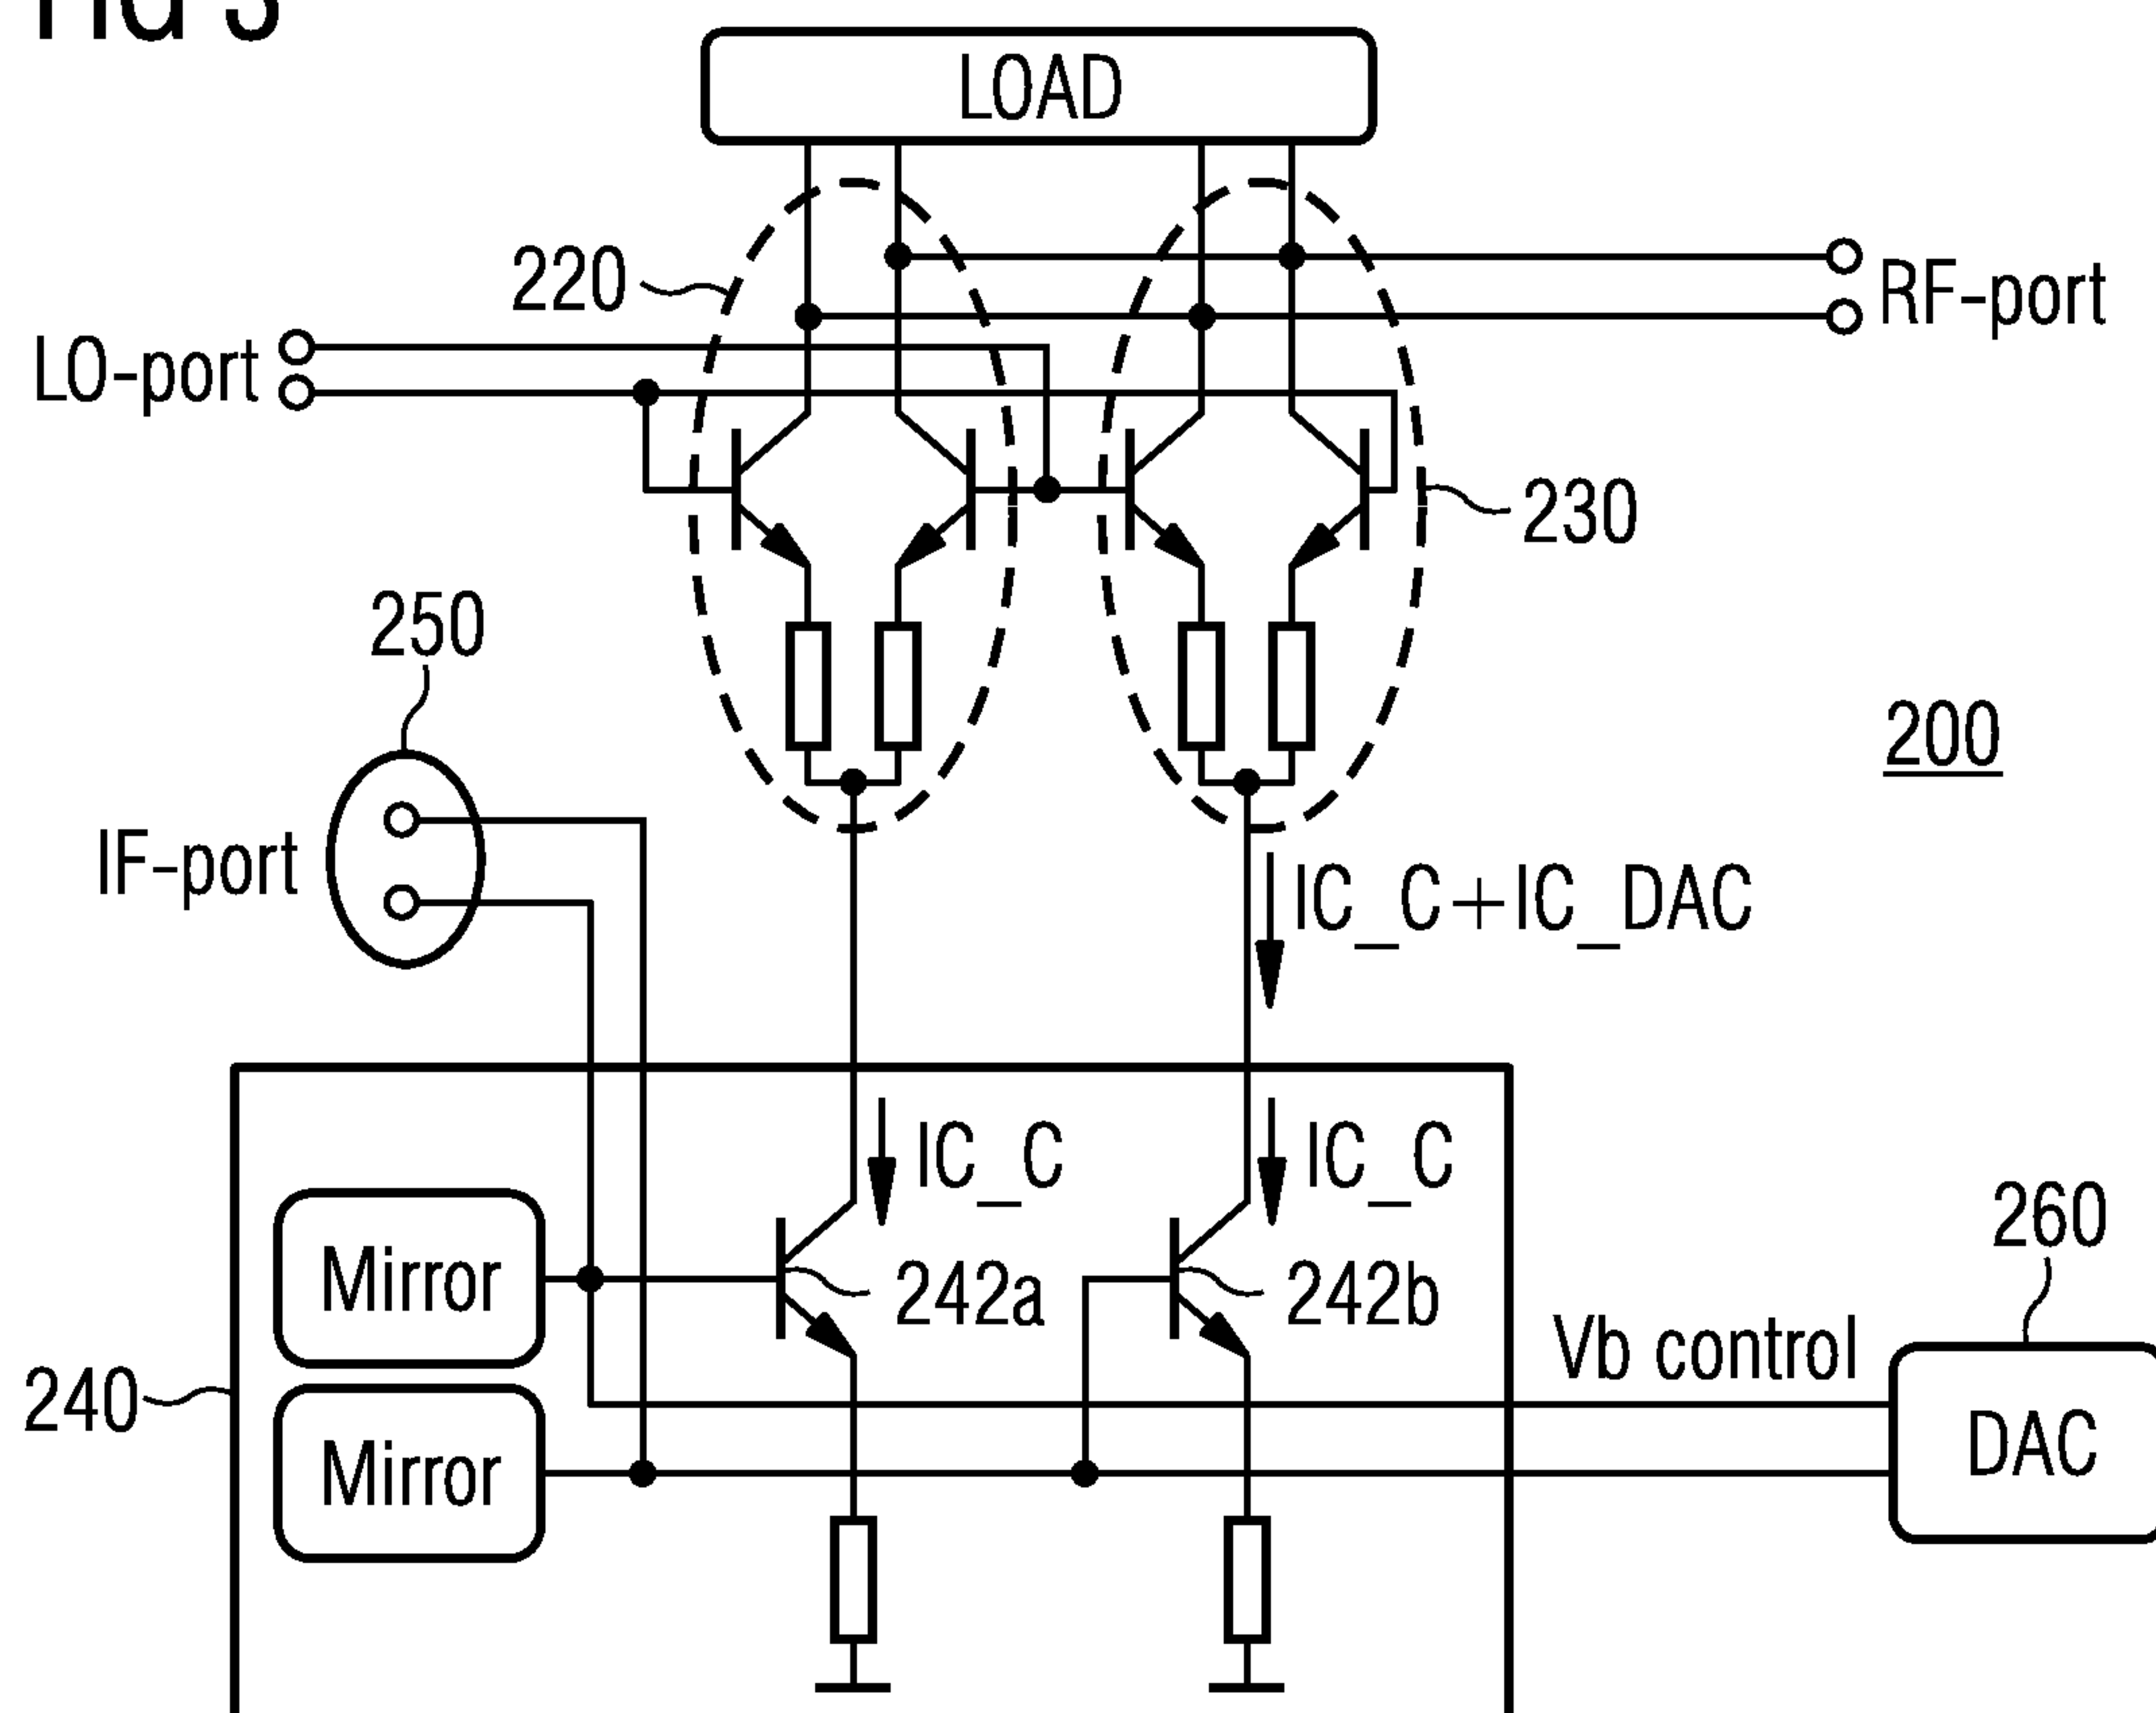 LOAD
220
RF-port
LO-port
230
250
200
IF-port
IC_C+IC_DAC
IC_C
IC_C
260
Mirror
242a
242b
Vb control
240
DAC
Mirror